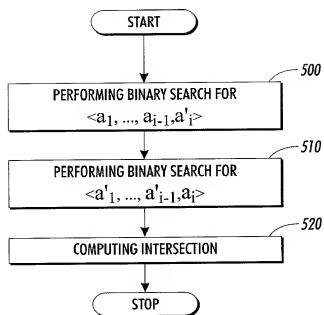 START
500
PERFORMING BINARY SEARCH FOR
<a₁, ..., aᵢ₋₁,a'ᵢ>
510
PERFORMING BINARY SEARCH FOR
<a'₁, ..., a'ᵢ₋₁,aᵢ>
520
COMPUTING INTERSECTION
STOP